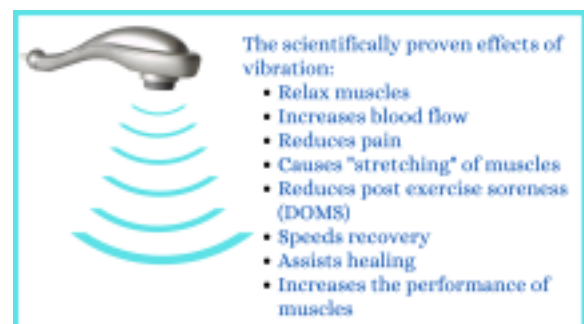 The scientifically proven effects of
vibration:
• Relax muscles
• Increases blood flow
• Reduces pain
• Causes "stretching" of muscles
• Reduces post exercise soreness
(DOMS)
• Speeds recovery
• Assists healing
• Increases the performance of
muscles